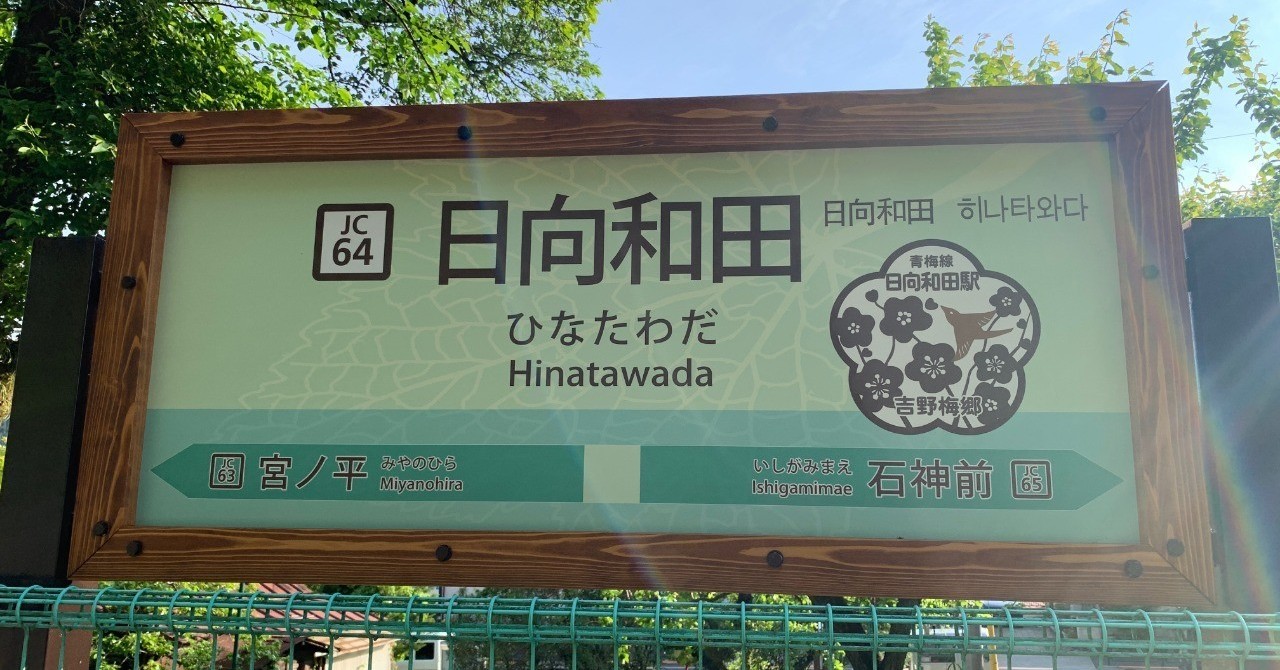 JC
64
日向和田
ひなたわだ
Hinatawada
日向和田 히나타와다
青梅線
日向和田駅
吉野梅郷
JC
63
宮ノ平
みやのひら
Miyanohira
いしがみまえ
Ishigamimae
石神前
JC
65